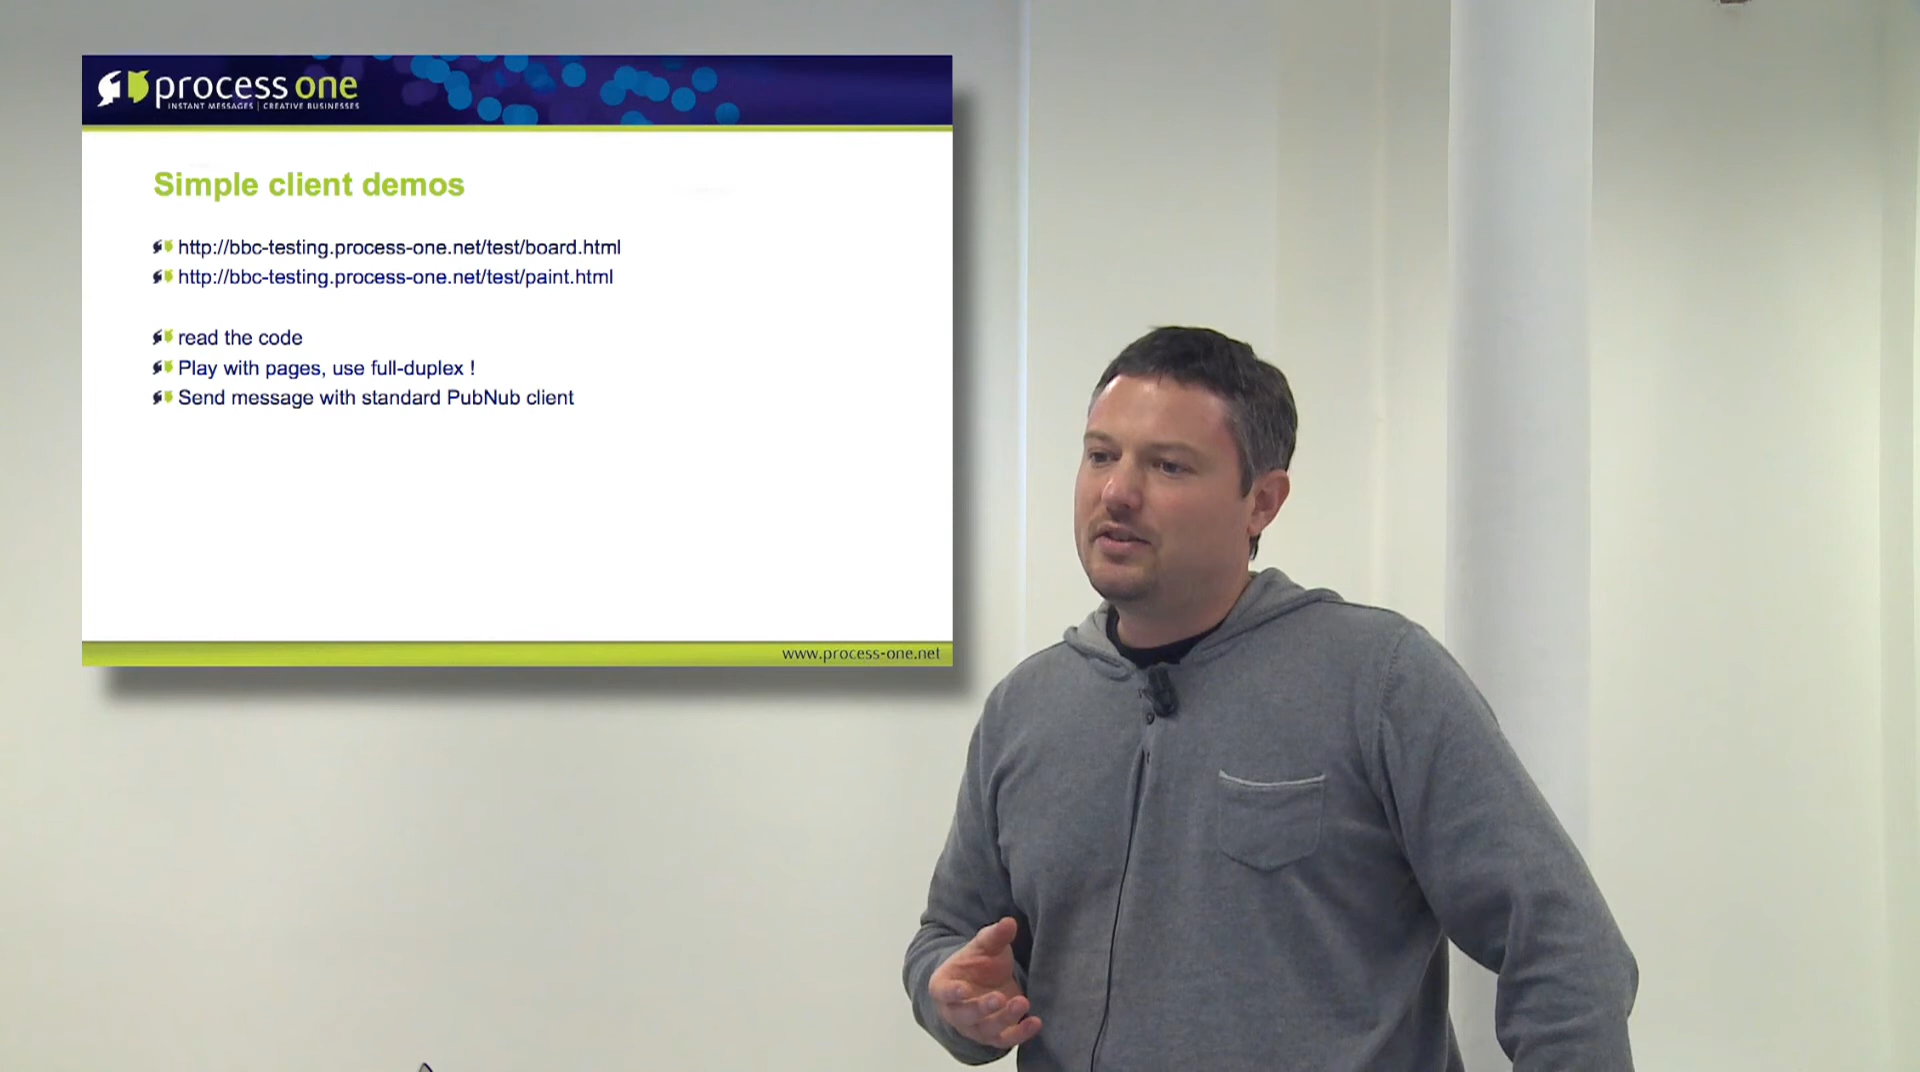 process one
INSTANT MESSAGES | CREATIVE BUSINESSES
Simple client demos
http://bbc-testing.process-one.net/test/board.html
http://bbc-testing.process-one.net/test/paint.html
read the code
Play with pages, use full-duplex !
Send message with standard PubNub client
www.process-one.net